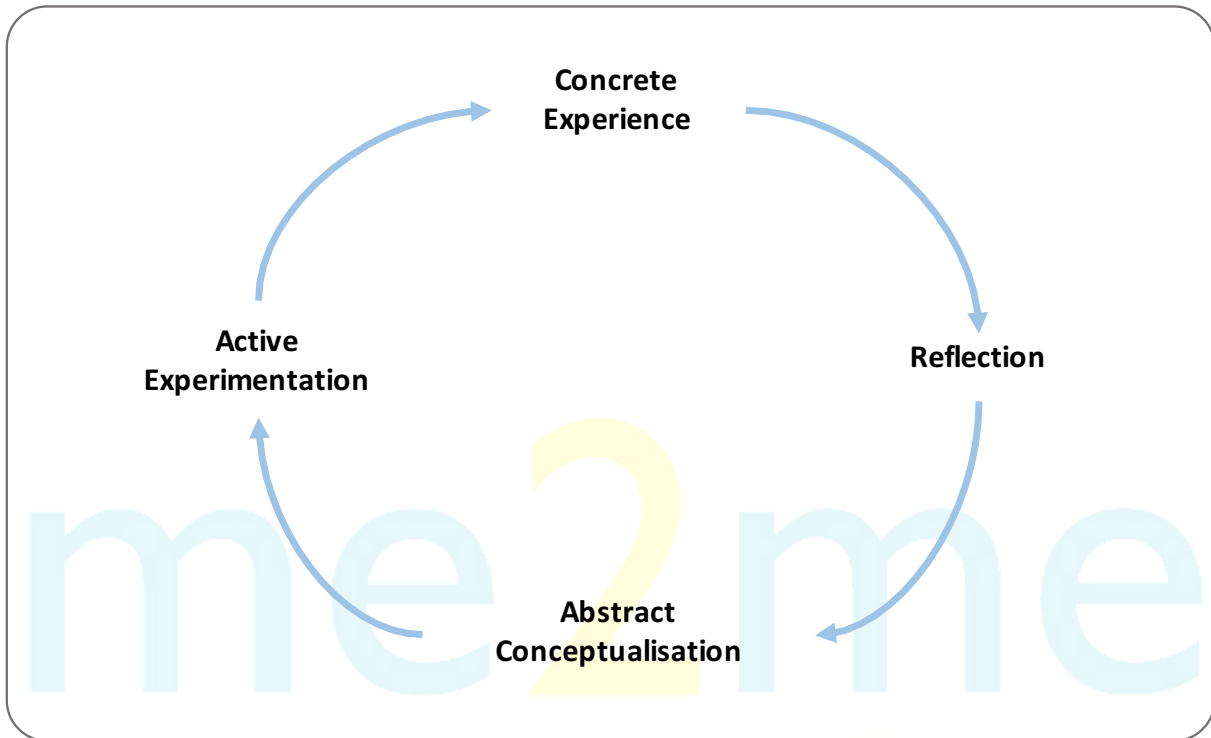 Concrete
Experience
Reflection
Abstract
Conceptualisation
Active
Experimentation
me2me